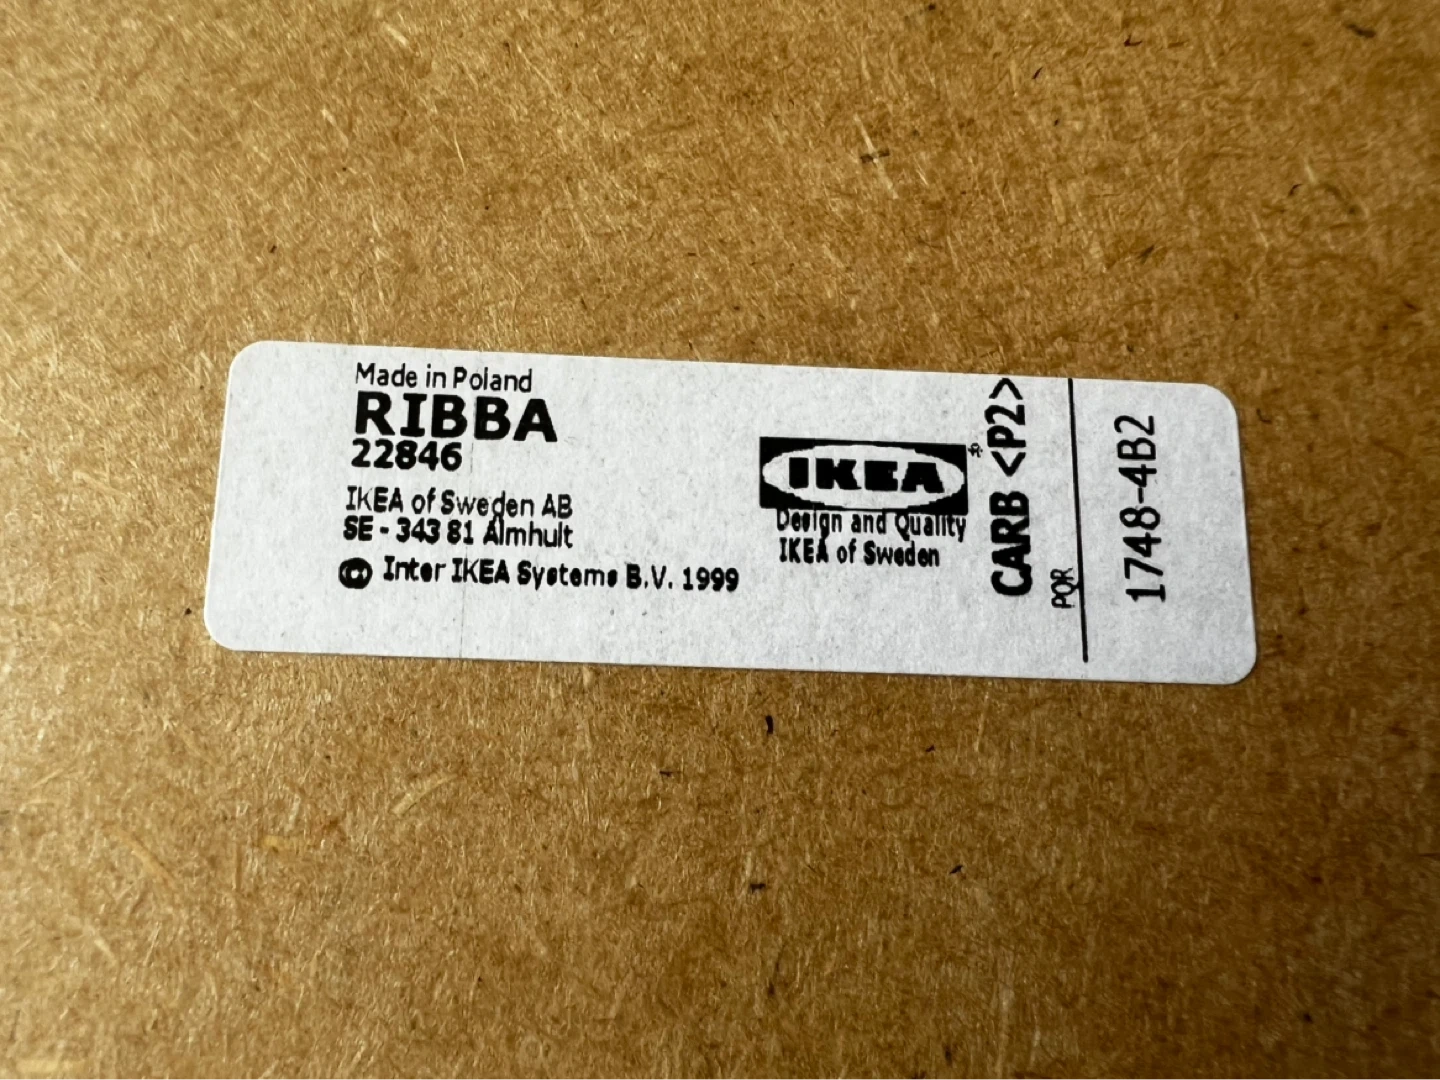 Made in Poland
RIBBA
22846
IKEA of Sweden AB
SE - 343 81 Älmhult
© Inter IKEA Systems B.V. 1999
IKEA®
Design and Quality
IKEA of Sweden
CARB <P2>
POR
1748-4B2